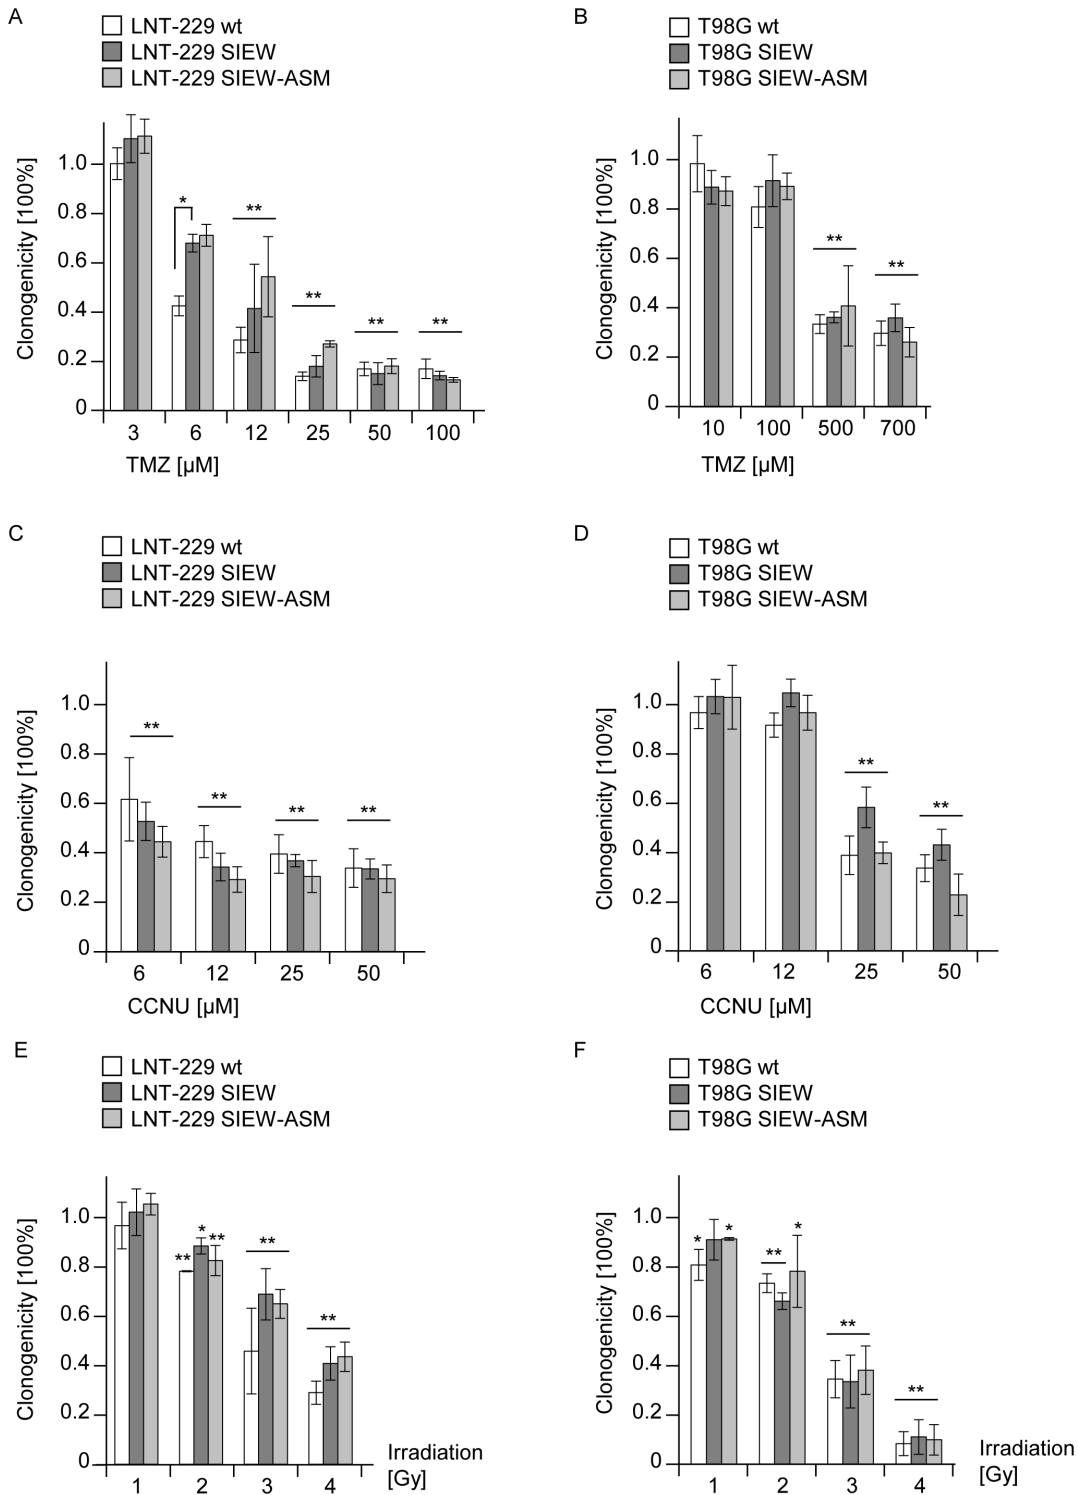 A
LNT-229 wt
LNT-229 SIEW
LNT-229 SIEW-ASM
Clonogenicity [100%]
1.0
0.8
0.6
0.4
0.2
0
*
**
**
**
**
3 6 12 25 50 100
TMZ [µM]
B
T98G wt
T98G SIEW
T98G SIEW-ASM
Clonogenicity [100%]
1.0
0.8
0.6
0.4
0.2
0
**
**
10 100 500 700
TMZ [µM]
C
LNT-229 wt
LNT-229 SIEW
LNT-229 SIEW-ASM
Clonogenicity [100%]
1.0
0.8
0.6
0.4
0.2
0
**
**
**
**
6 12 25 50
CCNU [µM]
D
T98G wt
T98G SIEW
T98G SIEW-ASM
Clonogenicity [100%]
1.0
0.8
0.6
0.4
0.2
0
**
**
6 12 25 50
CCNU [µM]
E
LNT-229 wt
LNT-229 SIEW
LNT-229 SIEW-ASM
Clonogenicity [100%]
1.0
0.8
0.6
0.4
0.2
0
** * **
**
**
1 2 3 4
Irradiation
[Gy]
F
T98G wt
T98G SIEW
T98G SIEW-ASM
Clonogenicity [100%]
1.0
0.8
0.6
0.4
0.2
0
* *
** *
**
**
1 2 3 4
Irradiation
[Gy]